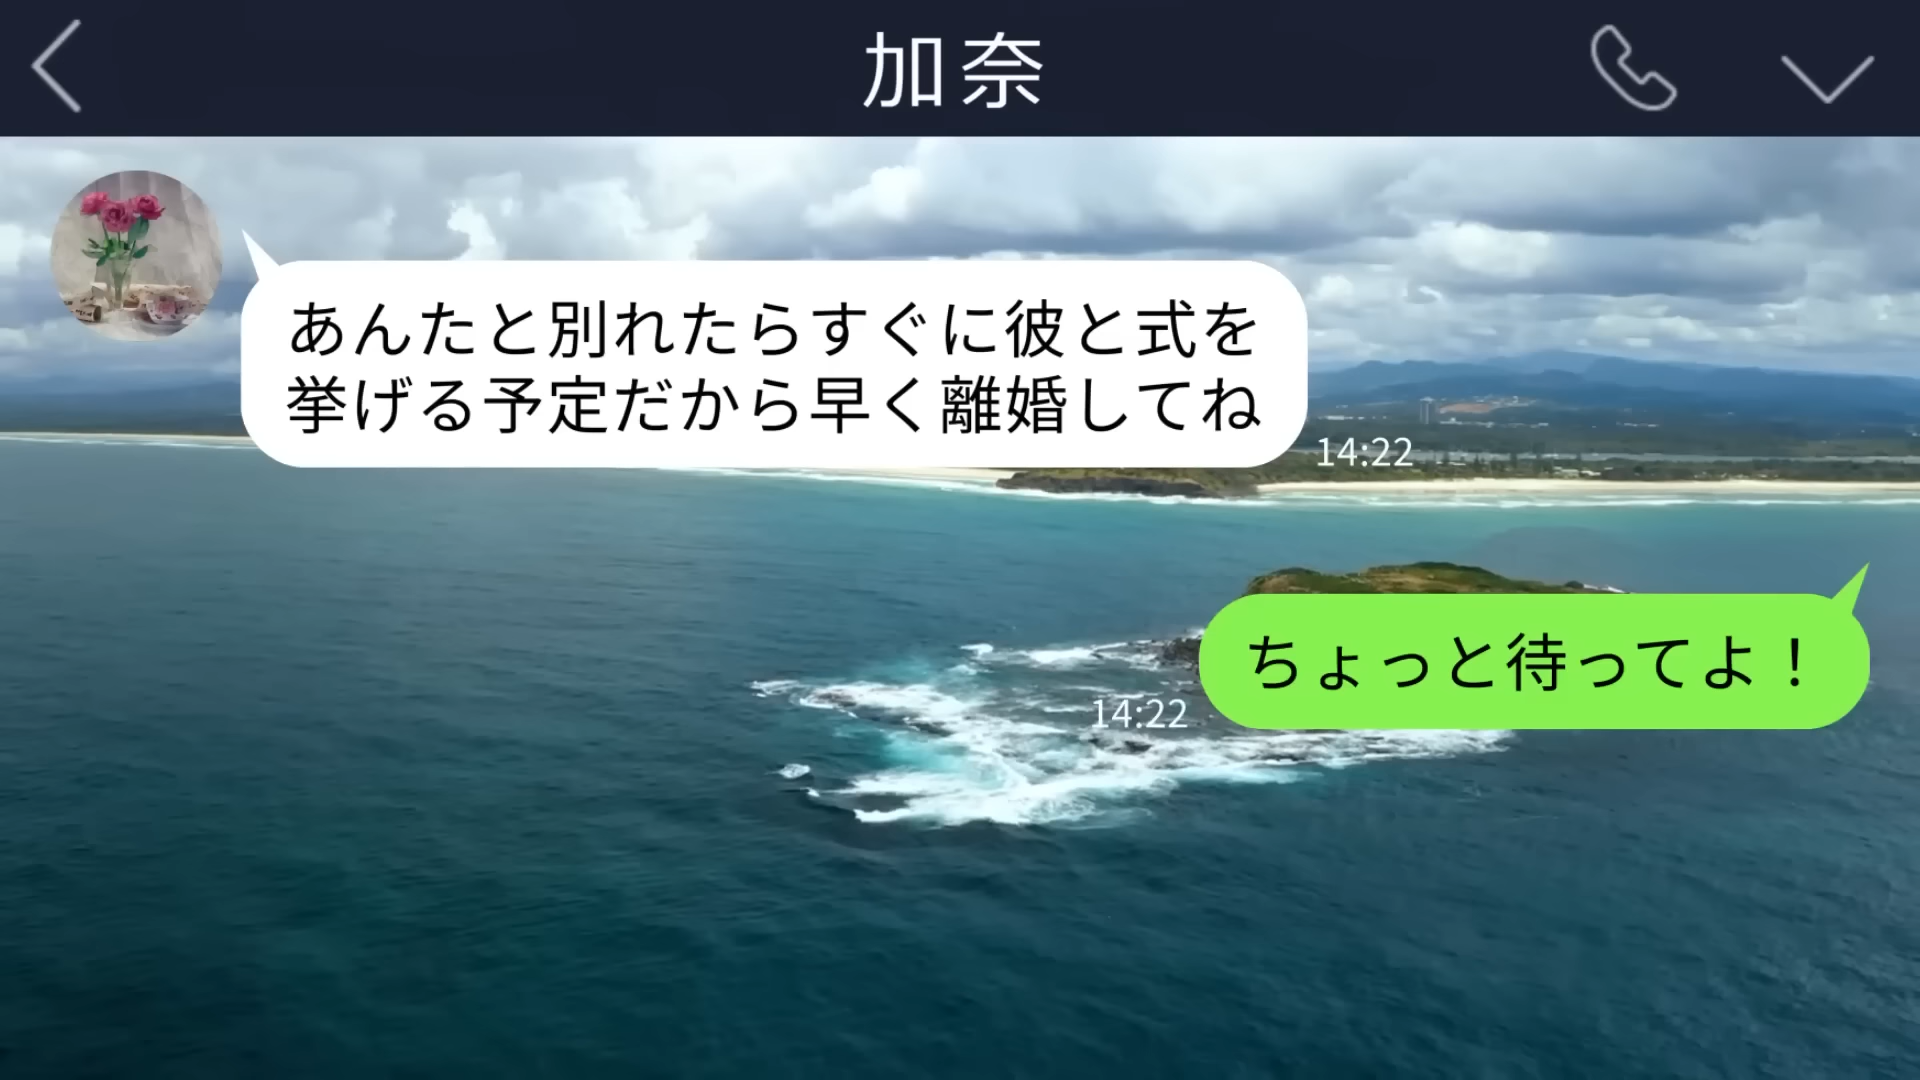 加奈
あんたと別れたらすぐに彼と式を
挙げる予定だから早く離婚してね
14:22
ちょっと待ってよ！
14:22